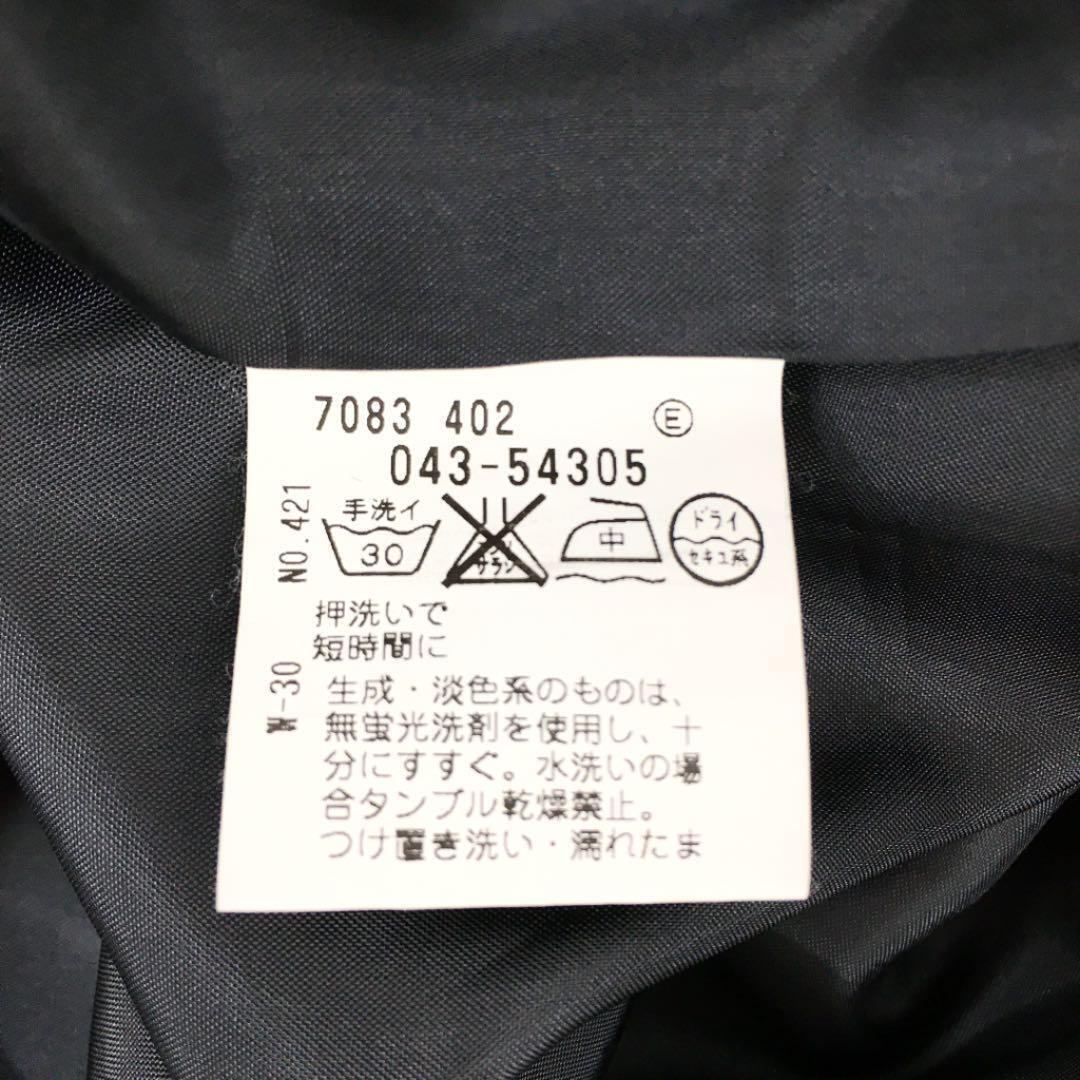 7083 402 Ⓔ
043-54305
手洗イ
30
エンソ
サラシ
中
ドライ
セキユ系
NO.421
W-30
押洗いで
短時間に
生成・淡色系のものは、
無蛍光洗剤を使用し、十
分にすすぐ。水洗いの場
合タンブル乾燥禁止。
つけ置き洗い・濡れたま